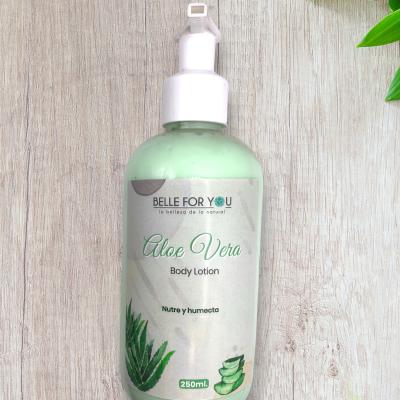 BELLE FOR YOU
la belleza de lo natural
Aloe Vera
Body Lotion
Nutre y humecta
250ml.